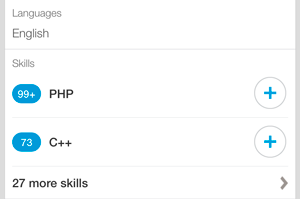 Languages
English
Skills
99+ PHP
73 C++
27 more skills